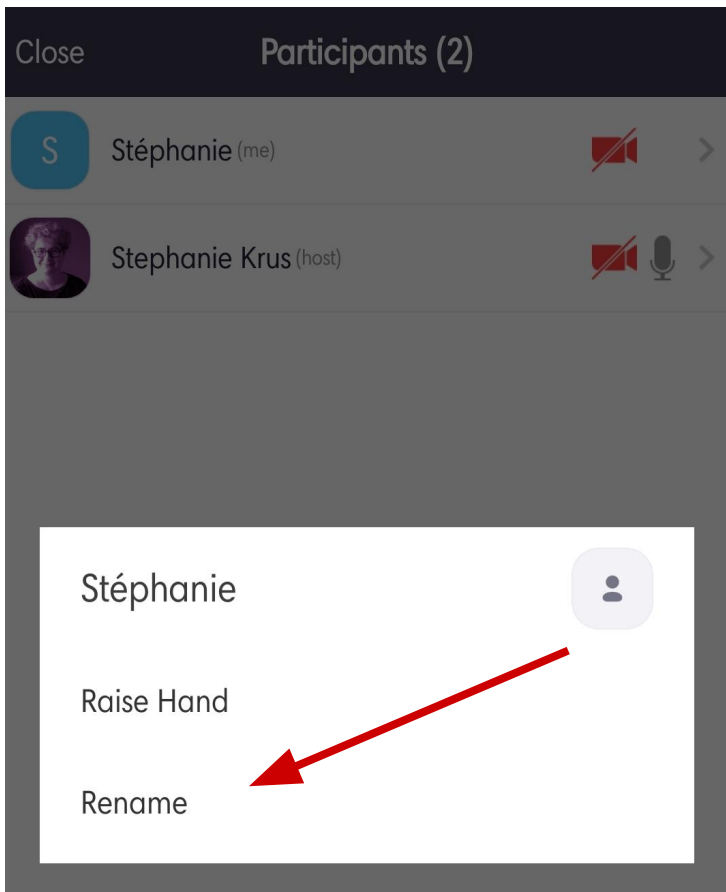 Close Participants (2)
S Stéphanie (me)
Stephanie Krus (host)
Stéphanie
Raise Hand
Rename